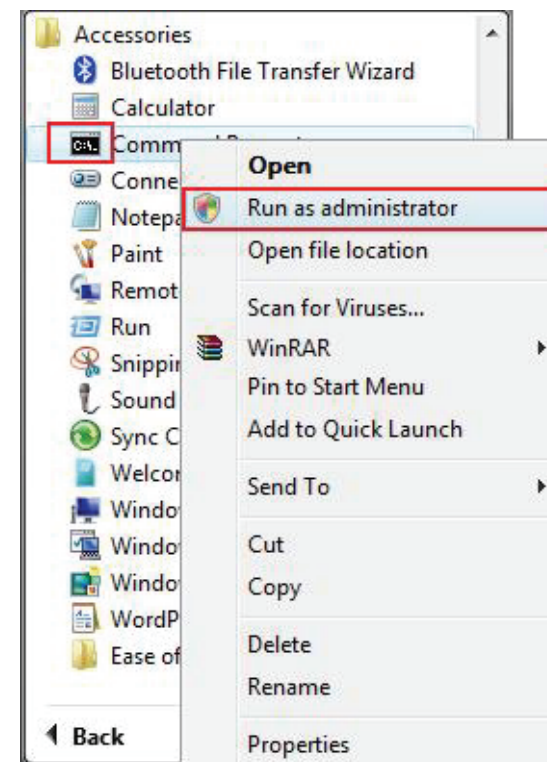 Accessories
Bluetooth File Transfer Wizard
Calculator
C:\.
Comm
Conne
Notepa
Paint
Remot
Run
Snippin
Sound
Sync C
Welcor
Windo
Windo
Windo
WordP
Ease of
Back
Open
Run as administrator
Open file location
Scan for Viruses...
WinRAR
Pin to Start Menu
Add to Quick Launch
Send To
Cut
Copy
Delete
Rename
Properties